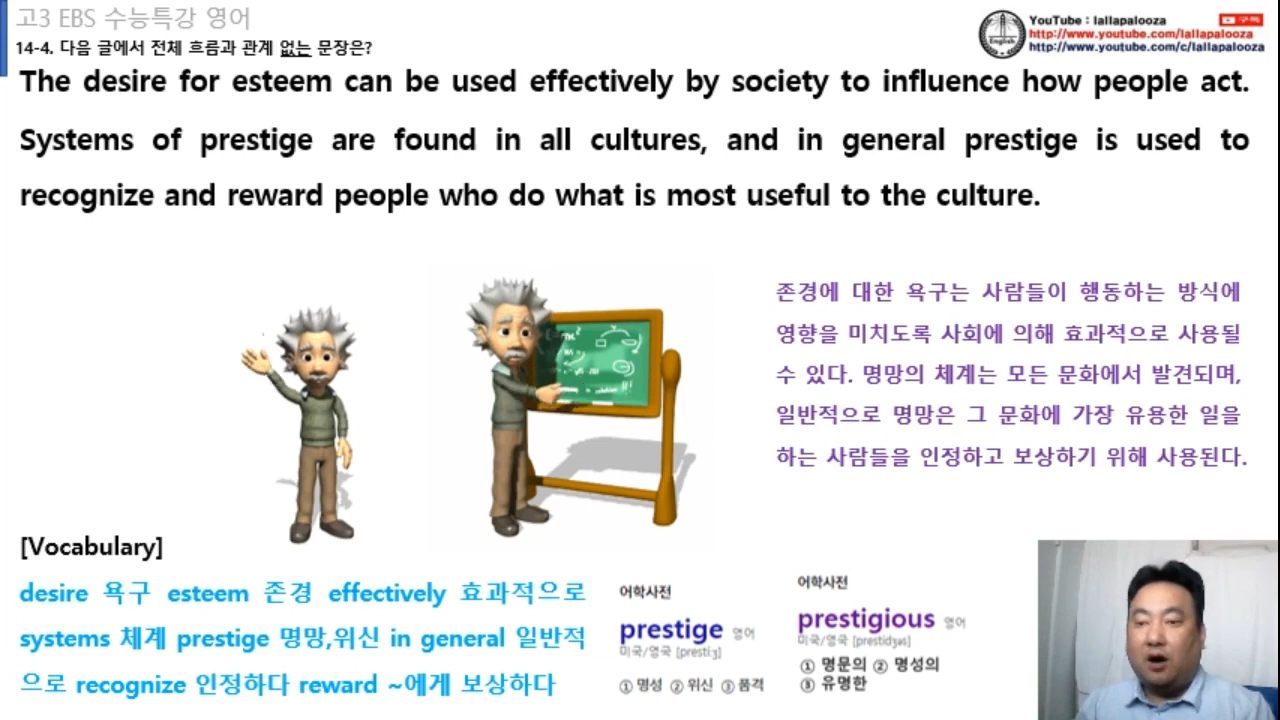 고3 EBS 수능특강 영어
14-4. 다음 글에서 전체 흐름과 관계 없는 문장은?
YouTube : lallapalooza
구독
http://www.youtube.com/lallapalooza
http://www.youtube.com/c/lallapalooza
English
The desire for esteem can be used effectively by society to influence how people act.
Systems of prestige are found in all cultures, and in general prestige is used to
recognize and reward people who do what is most useful to the culture.
존경에 대한 욕구는 사람들이 행동하는 방식에
영향을 미치도록 사회에 의해 효과적으로 사용될
수 있다. 명망의 체계는 모든 문화에서 발견되며,
일반적으로 명망은 그 문화에 가장 유용한 일을
하는 사람들을 인정하고 보상하기 위해 사용된다.
[Vocabulary]
desire 욕구 esteem 존경 effectively 효과적으로
systems 체계 prestige 명망,위신 in general 일반적
으로 recognize 인정하다 reward ~에게 보상하다
어학사전
prestige 영어
미국/영국 [presti:ʒ]
① 명성 ② 위신 ③ 품격
어학사전
prestigious 영어
미국/영국 [prestidʒəs]
① 명문의 ② 명성의
③ 유명한